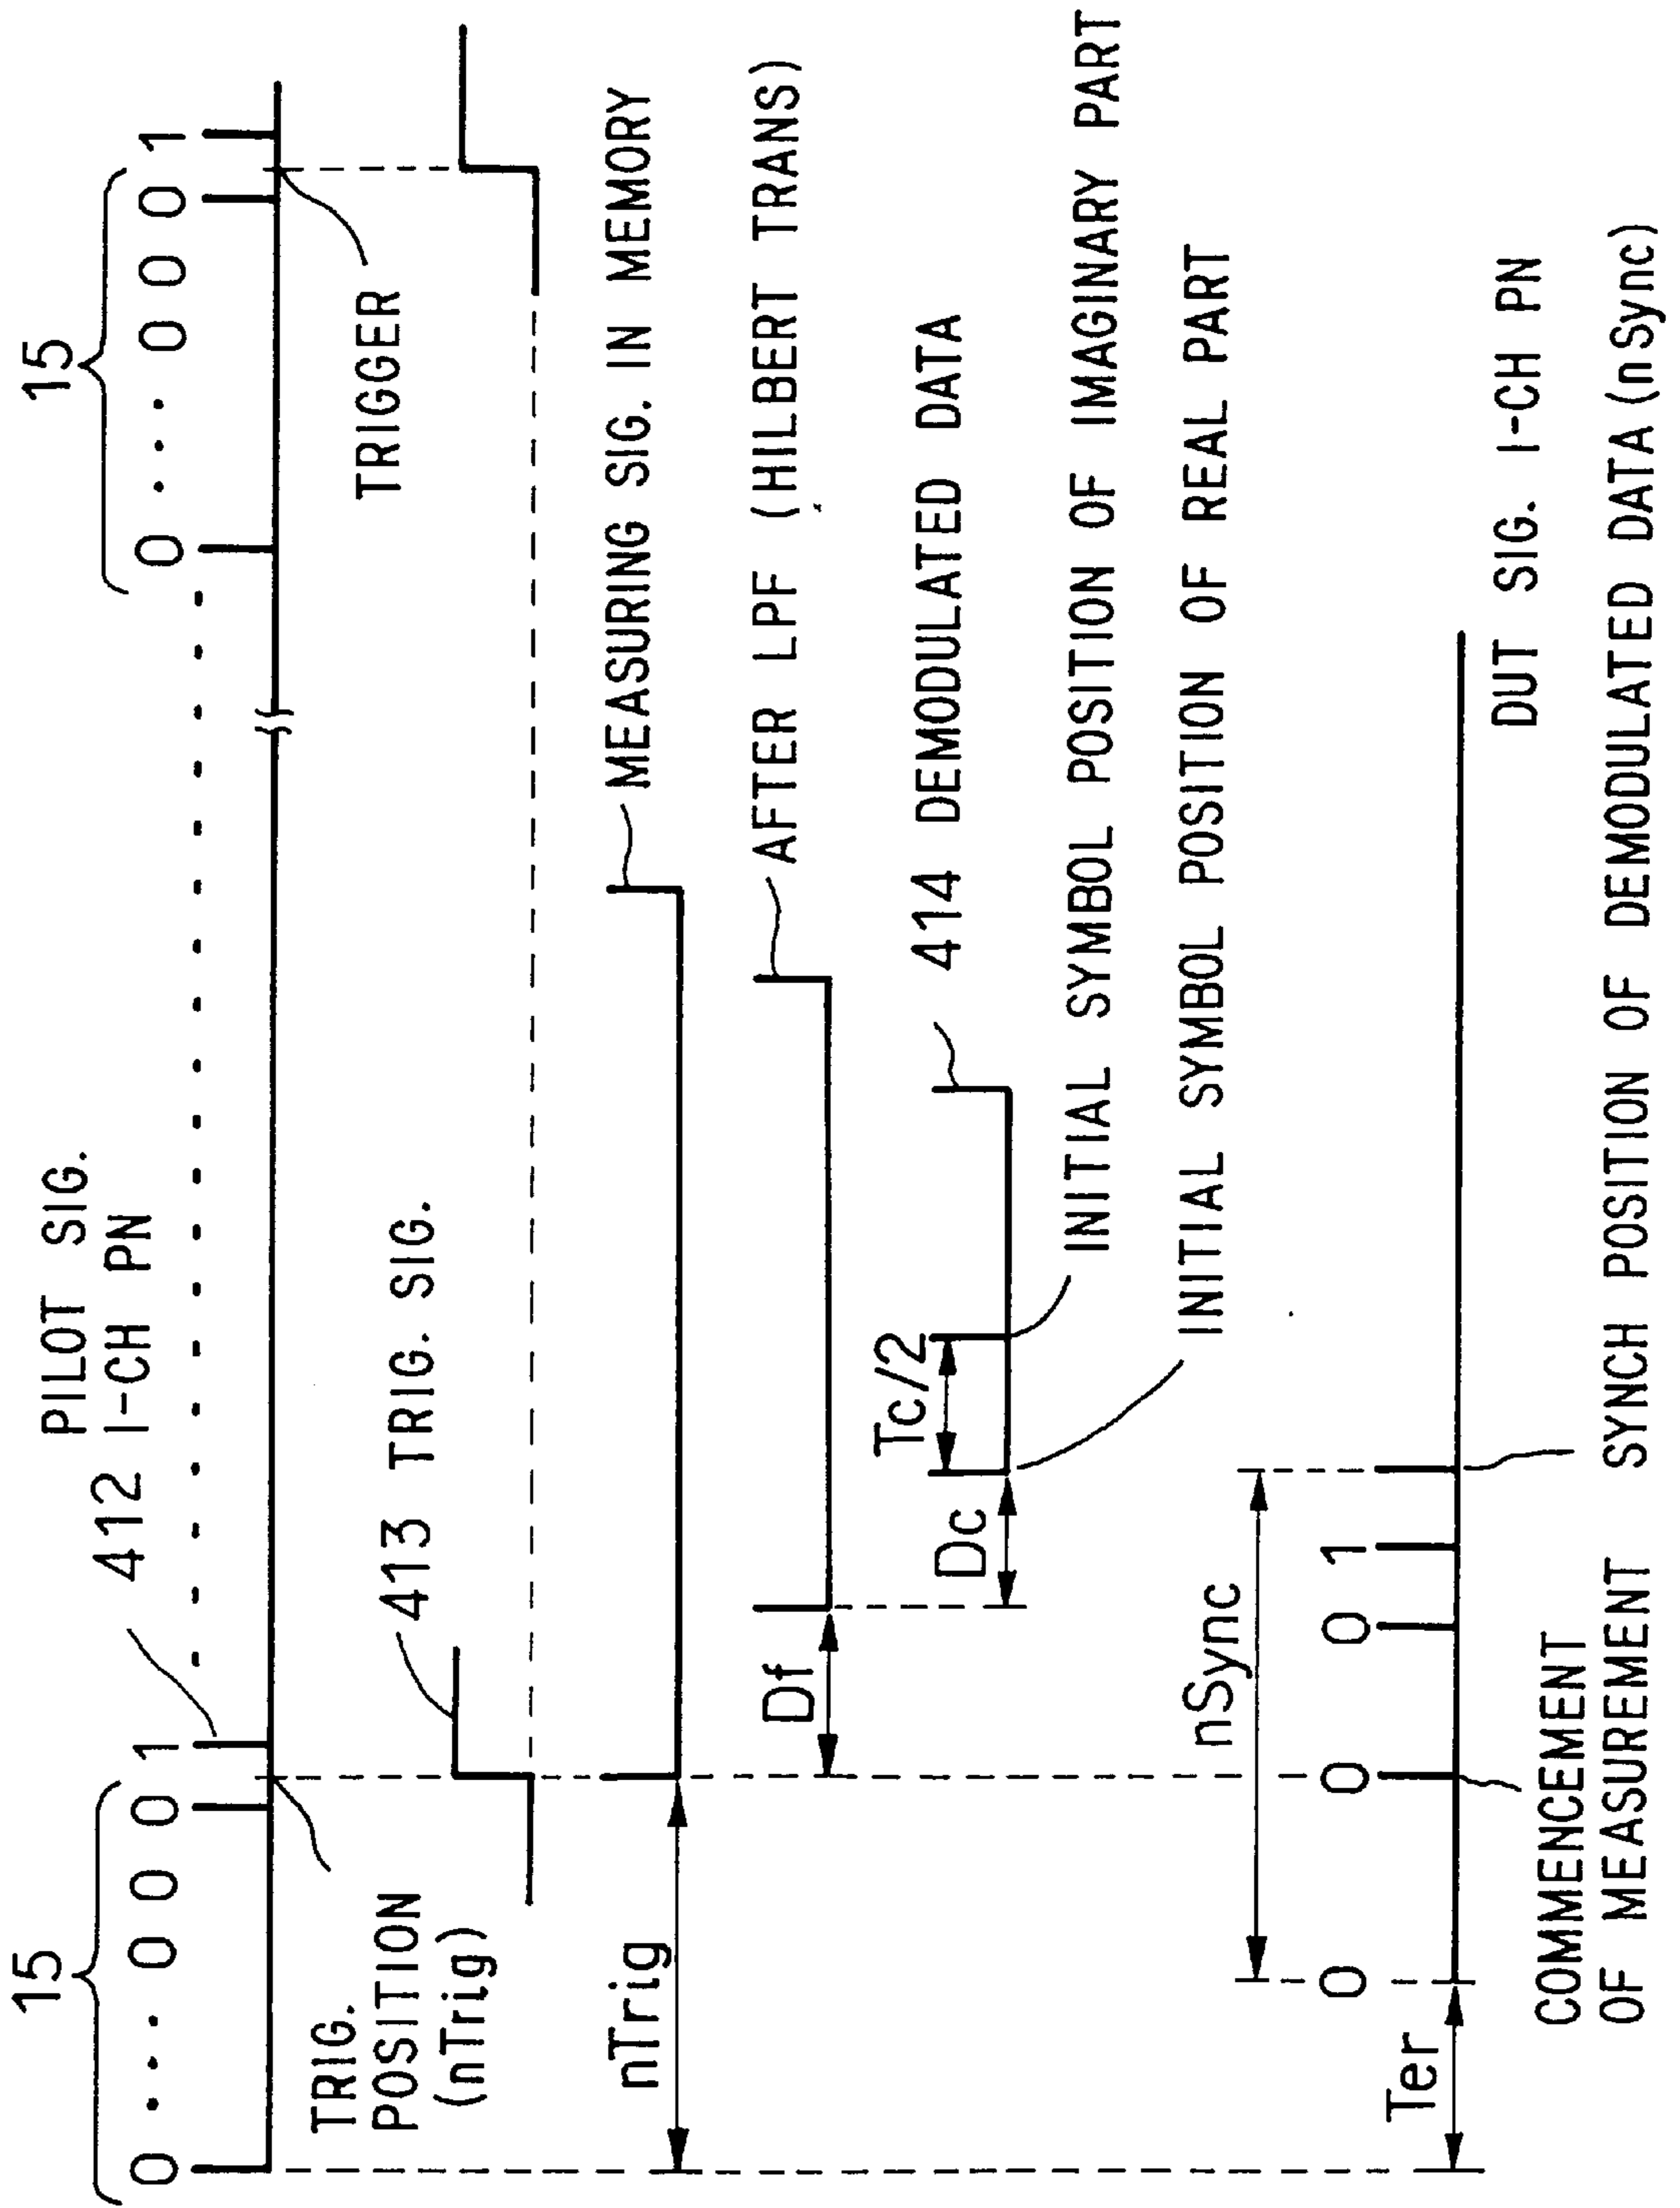 15
0 ··· 0 0 0 1
PILOT SIG.
412 I-CH PN
15
0 ··· 0 0 0 1
TRIG.
POSITION
(nTrig)
413 TRIG. SIG.
TRIGGER
nTrig
MEASURING SIG. IN MEMORY
Df
AFTER LPF (HILBERT TRANS)
Dc
Tc/2
414 DEMODULATED DATA
INITIAL SYMBOL POSITION OF IMAGINARY PART
INITIAL SYMBOL POSITION OF REAL PART
nSync
0 0 0 1
Ter
DUT SIG. I-CH PN
COMMENCEMENT
OF MEASUREMENT
SYNCH POSITION OF DEMODULATED DATA (nSync)